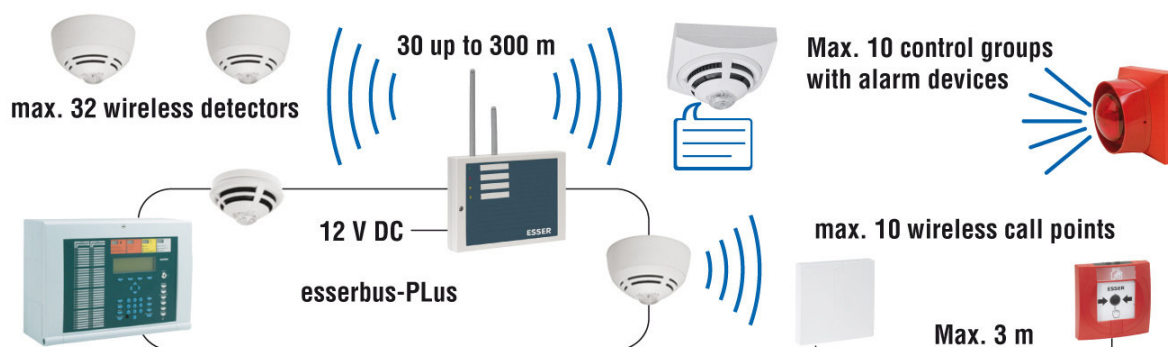 30 up to 300 m
Max. 10 control groups
with alarm devices
max. 32 wireless detectors
12 V DC
ESSER
max. 10 wireless call points
esserbus-PLus
ESSER
Max. 3 m